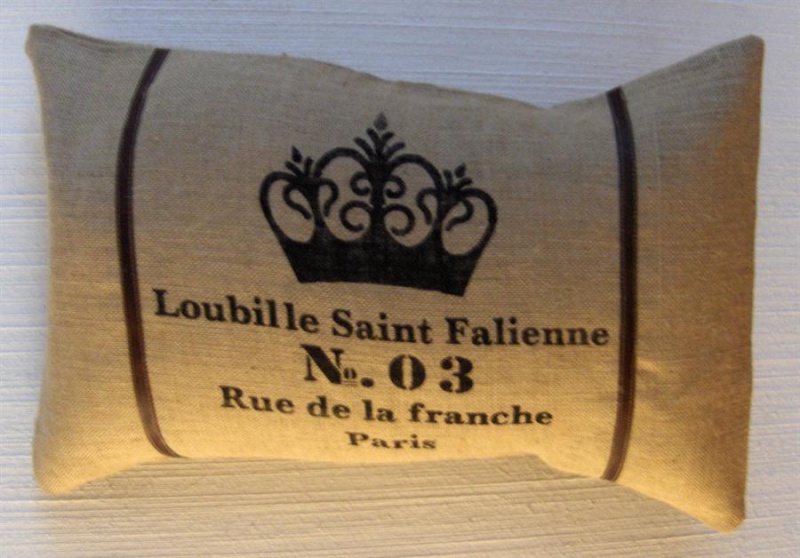 Loubille Saint Falienne
No. 03
Rue de la franche
Paris